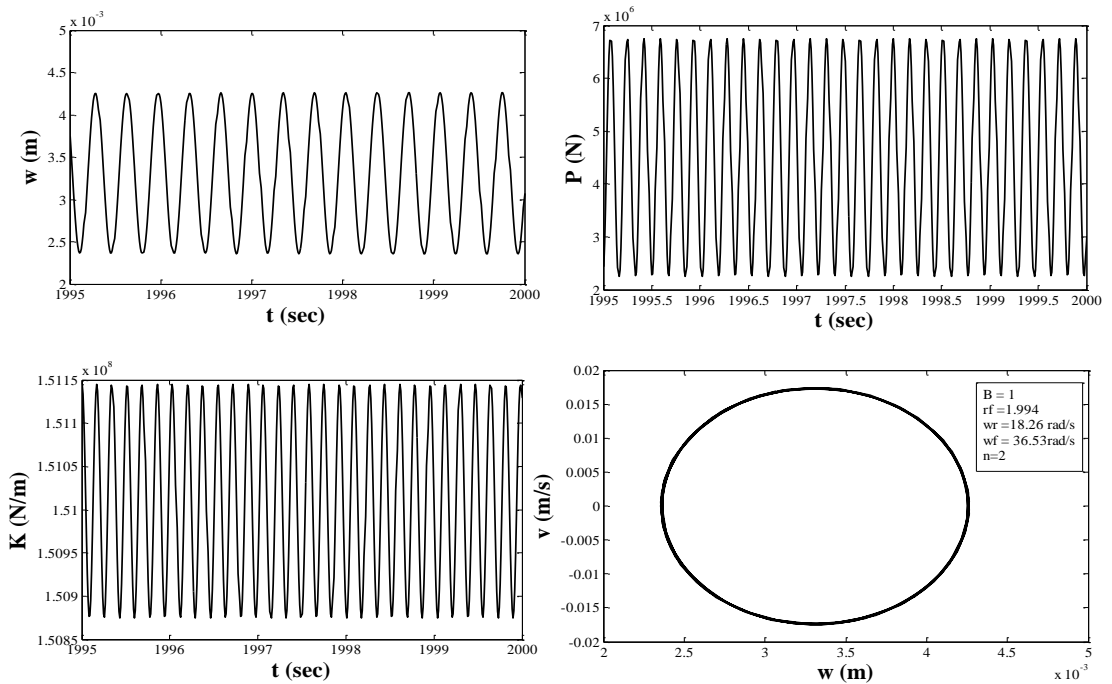 x 10-3
5
4.5
4
3.5
3
2.5
2
w (m)
1995 1996 1997 1998 1999 2000
t (sec)
x 10^6
7
6
5
4
3
2
P (N)
1995 1995.5 1996 1996.5 1997 1997.5 1998 1998.5 1999 1999.5 2000
t (sec)
x 10^8
1.5115
1.511
1.5105
1.51
1.5095
1.509
1.5085
K (N/m)
1995 1996 1997 1998 1999 2000
t (sec)
0.02
0.015
0.01
0.005
0
-0.005
-0.01
-0.015
-0.02
v (m/s)
B = 1
rf =1.994
wr =18.26 rad/s
wf = 36.53rad/s
n=2
2 2.5 3 3.5 4 4.5 5
x 10^-3
w (m)